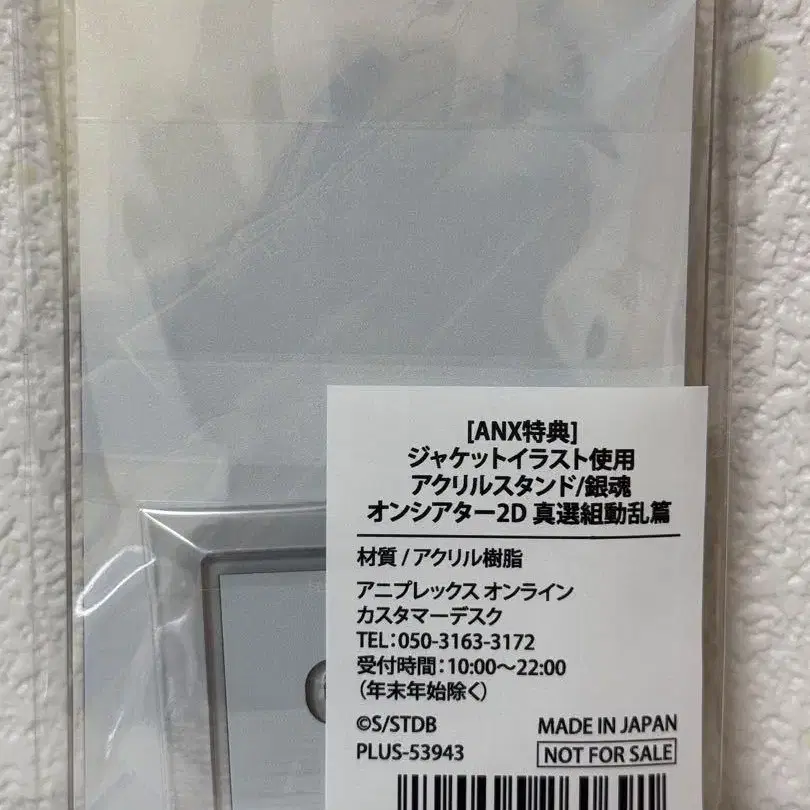 [ANX特典]
ジャケットイラスト使用
アクリルスタンド/銀魂
オンシアター2D 真選組動乱篇
材質 / アクリル樹脂
アニプレックス オンライン
カスタマーデスク
TEL:050-3163-3172
受付時間:10:00～22:00
(年末年始除く)
©S/STDB MADE IN JAPAN
PLUS-53943 NOT FOR SALE